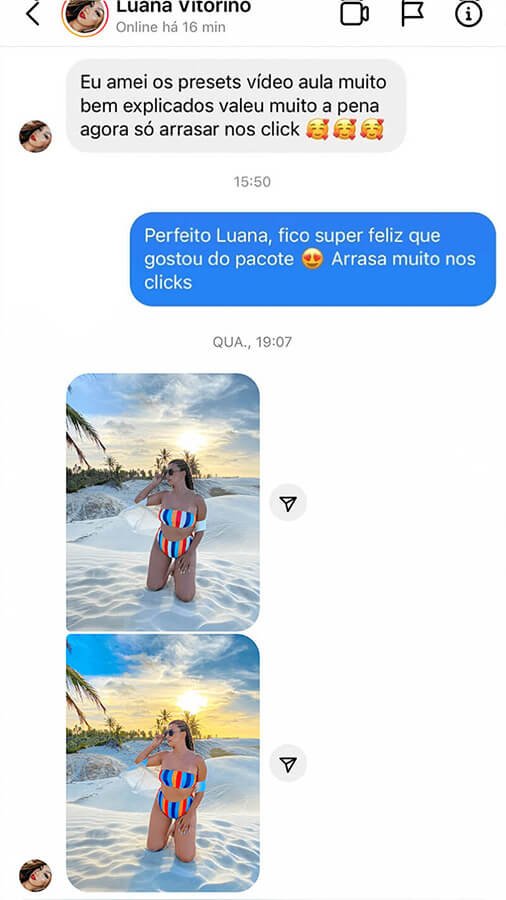 Luana Vitorino
Online há 16 min
Eu amei os presets vídeo aula muito
bem explicados valeu muito a pena
agora só arrasar nos click 🥰🥰🥰
15:50
Perfeito Luana, fico super feliz que
gostou do pacote 😍 Arrasa muito nos
clicks
QUA., 19:07